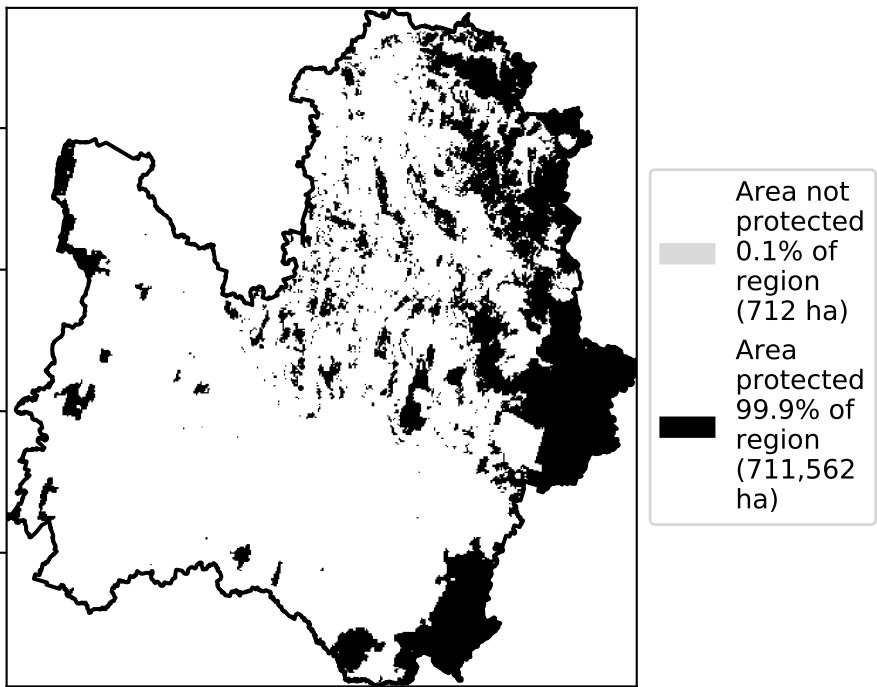 Area not
protected
0.1% of
region
(712 ha)
Area
protected
99.9% of
region
(711,562
ha)